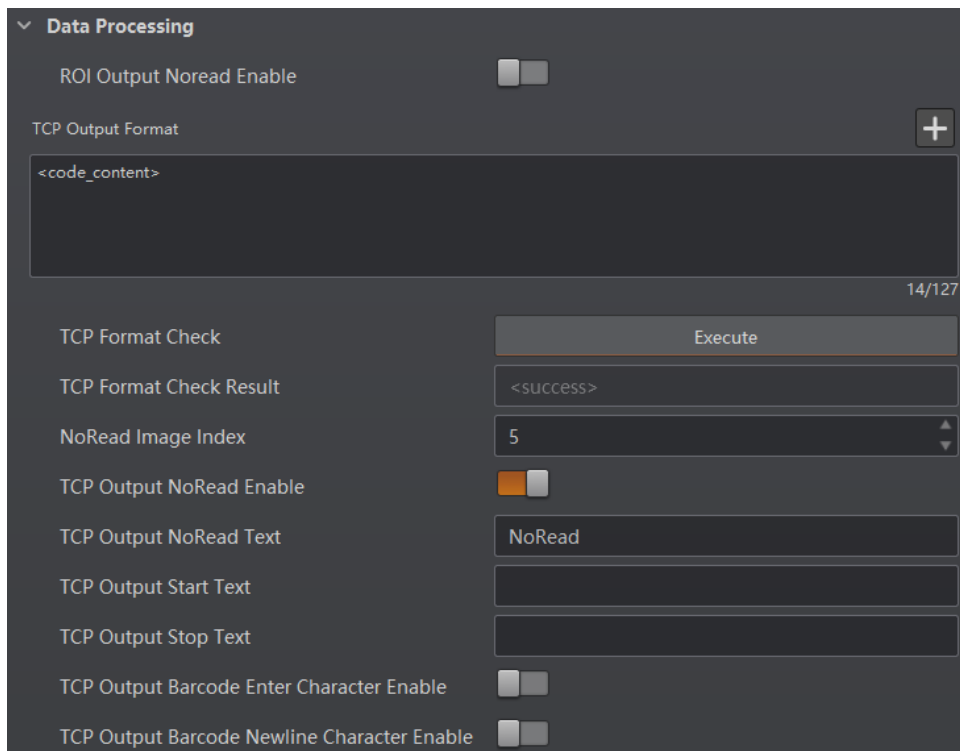 Data Processing
ROI Output Noread Enable
TCP Output Format
<code_content>
14/127
TCP Format Check
Execute
TCP Format Check Result
<success>
NoRead Image Index
5
TCP Output NoRead Enable
TCP Output NoRead Text
NoRead
TCP Output Start Text
TCP Output Stop Text
TCP Output Barcode Enter Character Enable
TCP Output Barcode Newline Character Enable